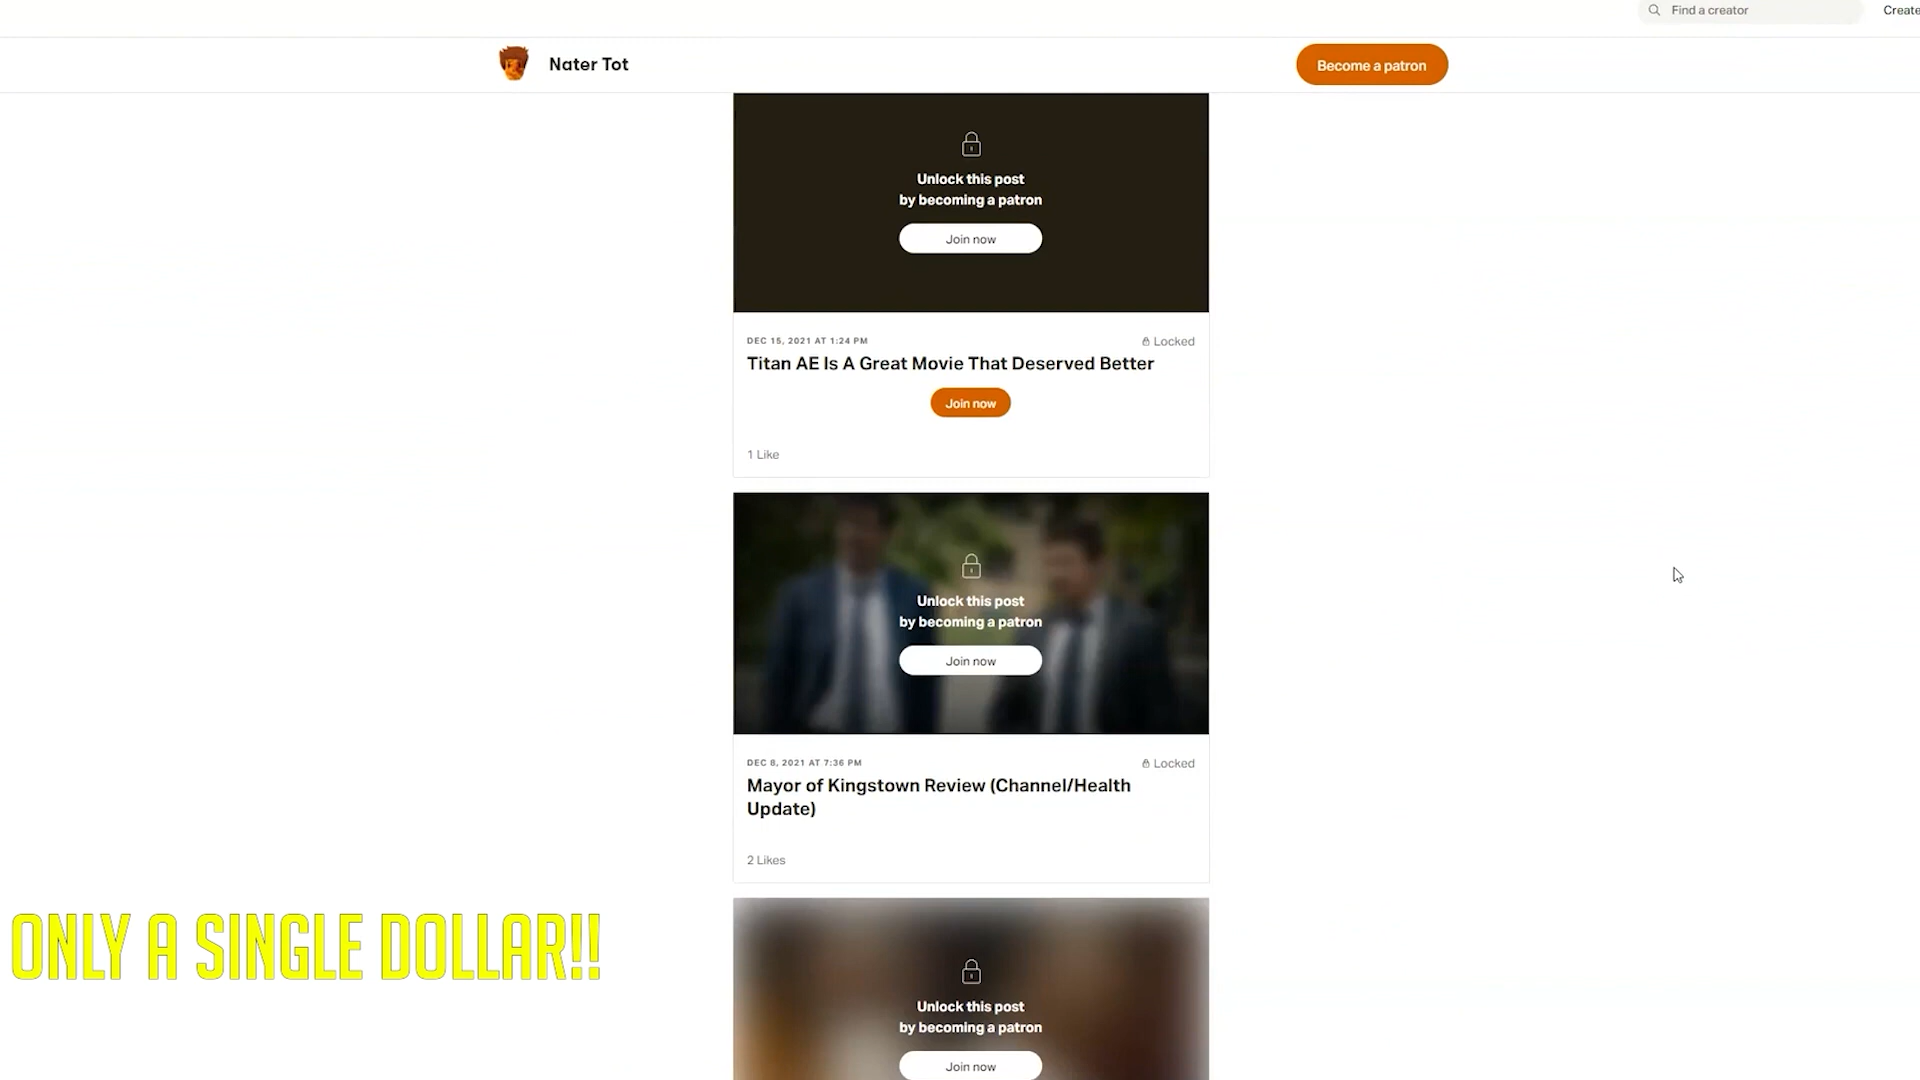 Find a creator
Create
Nater Tot
Become a patron
Unlock this post
by becoming a patron
Join now
DEC 15, 2021 AT 1:24 PM
Locked
Titan AE Is A Great Movie That Deserved Better
Join now
1 Like
Unlock this post
by becoming a patron
Join now
DEC 8, 2021 AT 7:36 PM
Locked
Mayor of Kingstown Review (Channel/Health
Update)
2 Likes
ONLY A SINGLE DOLLAR!!
Unlock this post
by becoming a patron
Join now